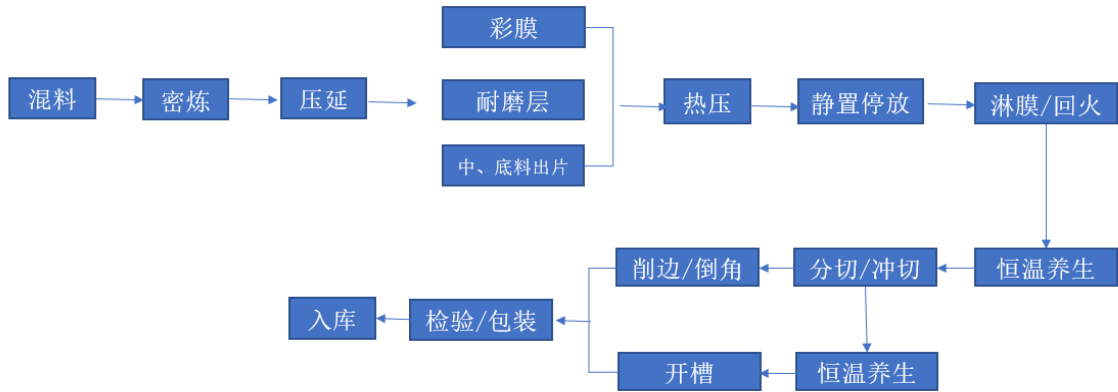 彩膜
混料
密炼
压延
耐磨层
热压
静置停放
淋膜/回火
中、底料出片
削边/倒角
分切/冲切
恒温养生
入库
检验/包装
开槽
恒温养生